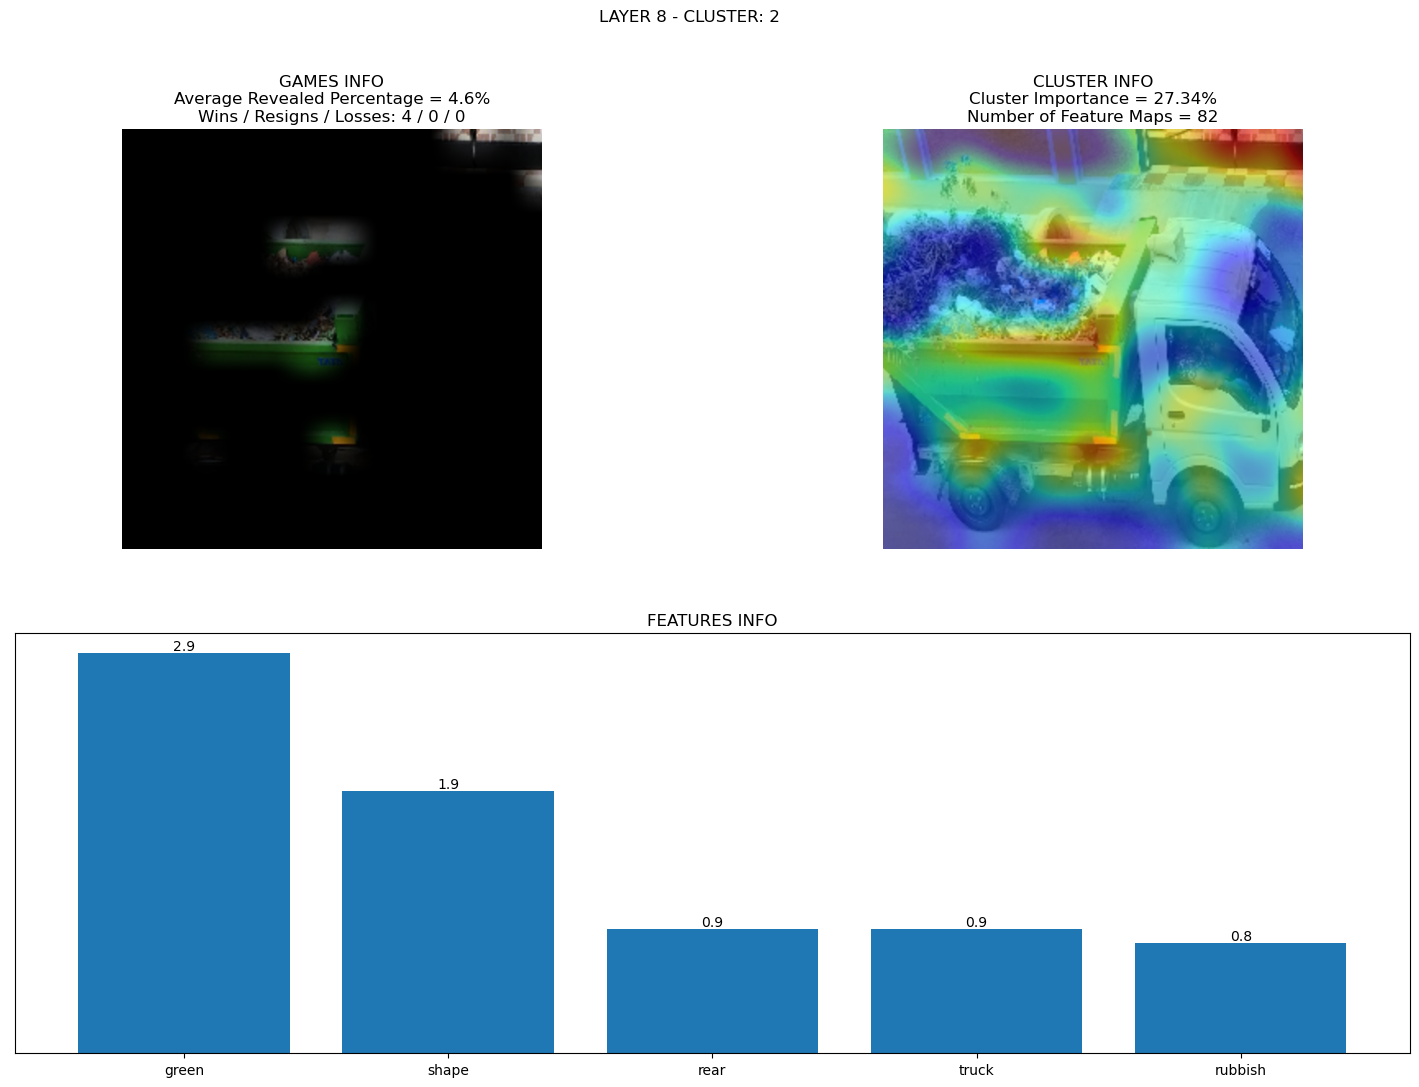 LAYER 8 - CLUSTER: 2
GAMES INFO
Average Revealed Percentage = 4.6%
Wins / Resigns / Losses: 4 / 0 / 0
CLUSTER INFO
Cluster Importance = 27.34%
Number of Feature Maps = 82
FEATURES INFO
2.9
1.9
0.9
0.9
0.8
green
shape
rear
truck
rubbish